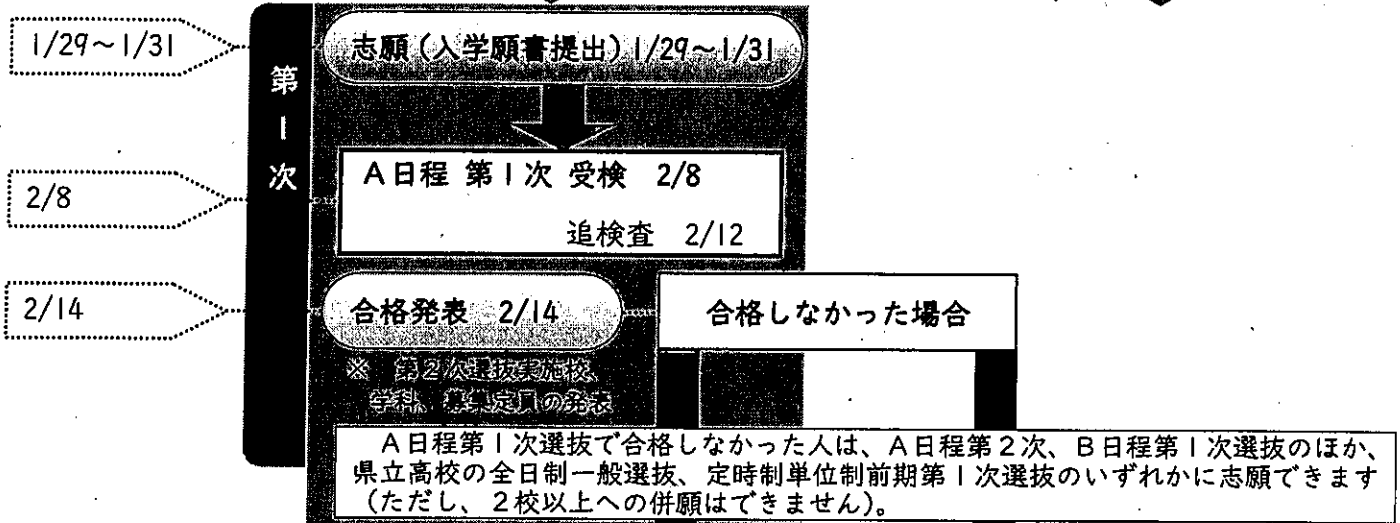 1/29~1/31
志願(入学願書提出)1/29~1/31
第1次
A日程 第1次 受検 2/8
2/8
追検査 2/12
2/14
合格発表 2/14
合格しなかった場合
※ 第2次選抜実施校、
学科、募集定員の発表
A日程第1次選抜で合格しなかった人は、A日程第2次、B日程第1次選抜のほか、
県立高校の全日制一般選抜、定時制単位制前期第1次選抜のいずれかに志願できます
(ただし、2校以上への併願はできません)。